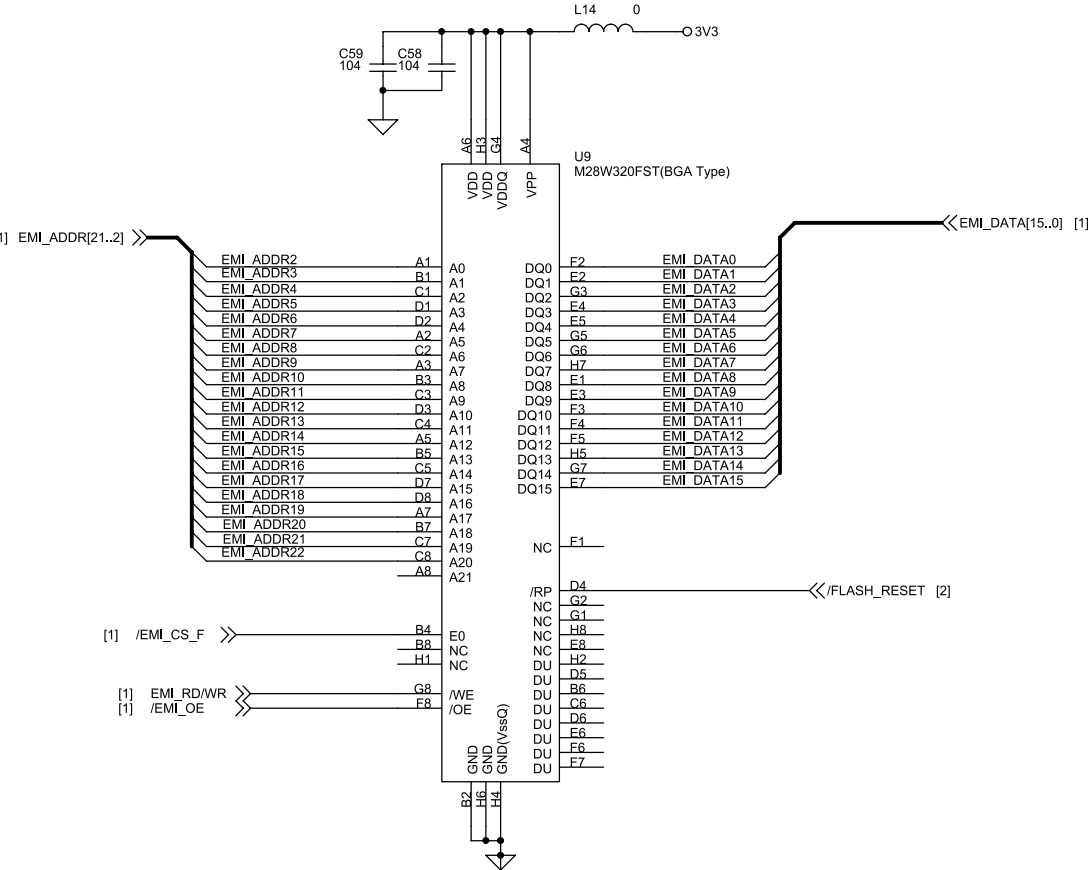 L14 0
3V3
C59
104
C58
104
A6
H3
G4
A4
VDD
VDD
VDDQ
VPP
U9
M28W320FST(BGA Type)
EMI_ADDR[21..2]
EMI_DATA[15..0] [1]
EMI_ADDR2 A1 A0
EMI_ADDR3 B1 A1
EMI_ADDR4 C1 A2
EMI_ADDR5 D1 A3
EMI_ADDR6 D2 A4
EMI_ADDR7 A2 A5
EMI_ADDR8 C2 A6
EMI_ADDR9 A3 A7
EMI_ADDR10 B3 A8
EMI_ADDR11 C3 A9
EMI_ADDR12 D3 A10
EMI_ADDR13 C4 A11
EMI_ADDR14 A5 A12
EMI_ADDR15 B5 A13
EMI_ADDR16 C5 A14
EMI_ADDR17 D7 A15
EMI_ADDR18 D8 A16
EMI_ADDR19 A7 A17
EMI_ADDR20 B7 A18
EMI_ADDR21 C7 A19
EMI_ADDR22 C8 A20
A8 A21
DQ0 F2 EMI_DATA0
DQ1 E2 EMI_DATA1
DQ2 G3 EMI_DATA2
DQ3 E4 EMI_DATA3
DQ4 E5 EMI_DATA4
DQ5 G5 EMI_DATA5
DQ6 G6 EMI_DATA6
DQ7 H7 EMI_DATA7
DQ8 E1 EMI_DATA8
DQ9 E3 EMI_DATA9
DQ10 F3 EMI_DATA10
DQ11 F4 EMI_DATA11
DQ12 F5 EMI_DATA12
DQ13 H5 EMI_DATA13
DQ14 G7 EMI_DATA14
DQ15 E7 EMI_DATA15
NC F1
/RP D4 /FLASH_RESET [2]
NC G2
NC G1
NC H8
NC E8
DU H2
DU D5
DU B6
DU C6
DU D6
DU E6
DU F6
DU F7
[1] /EMI_CS_F B4 E0
B8 NC
H1 NC
[1] EMI_RD/WR G8 /WE
[1] /EMI_OE F8 /OE
GND
GND
GND(VssQ)
B2
H6
H4